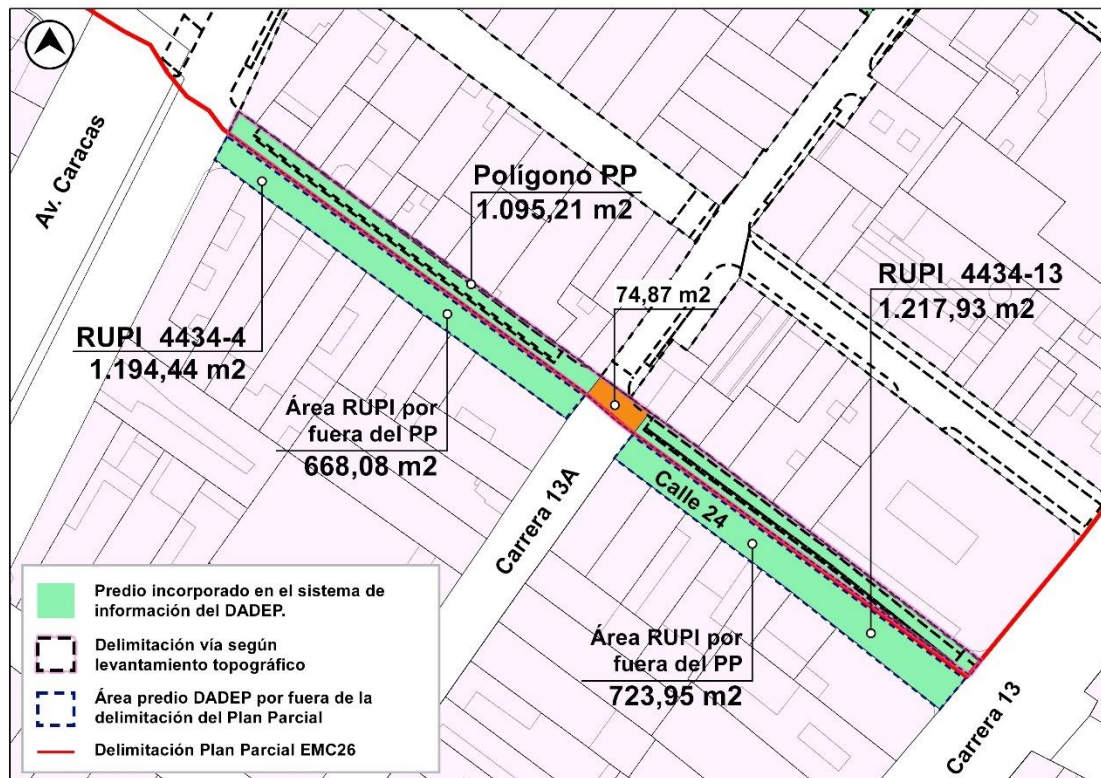 Av. Caracas
Polígono PP
1.095,21 m2
RUPI 4434-13
1.217,93 m2
74,87 m2
RUPI 4434-4
1.194,44 m2
Área RUPI por
fuera del PP
668,08 m2
Carrera 13A
Calle 24
Área RUPI por
fuera del PP
723,95 m2
Carrera 13
Predio incorporado en el sistema de
información del DADEP.
Delimitación vía según
levantamiento topográfico
Área predio DADEP por fuera de la
delimitación del Plan Parcial
Delimitación Plan Parcial EMC26